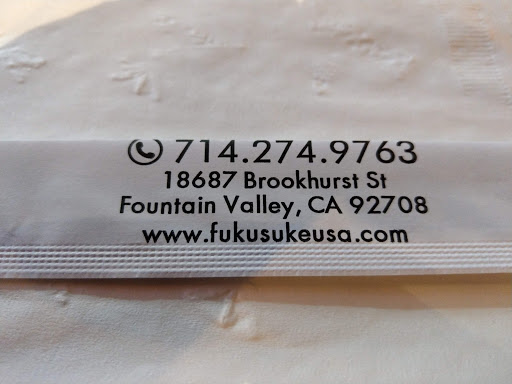 714.274.9763
18687 Brookhurst St
Fountain Valley, CA 92708
www.fukusukeusa.com